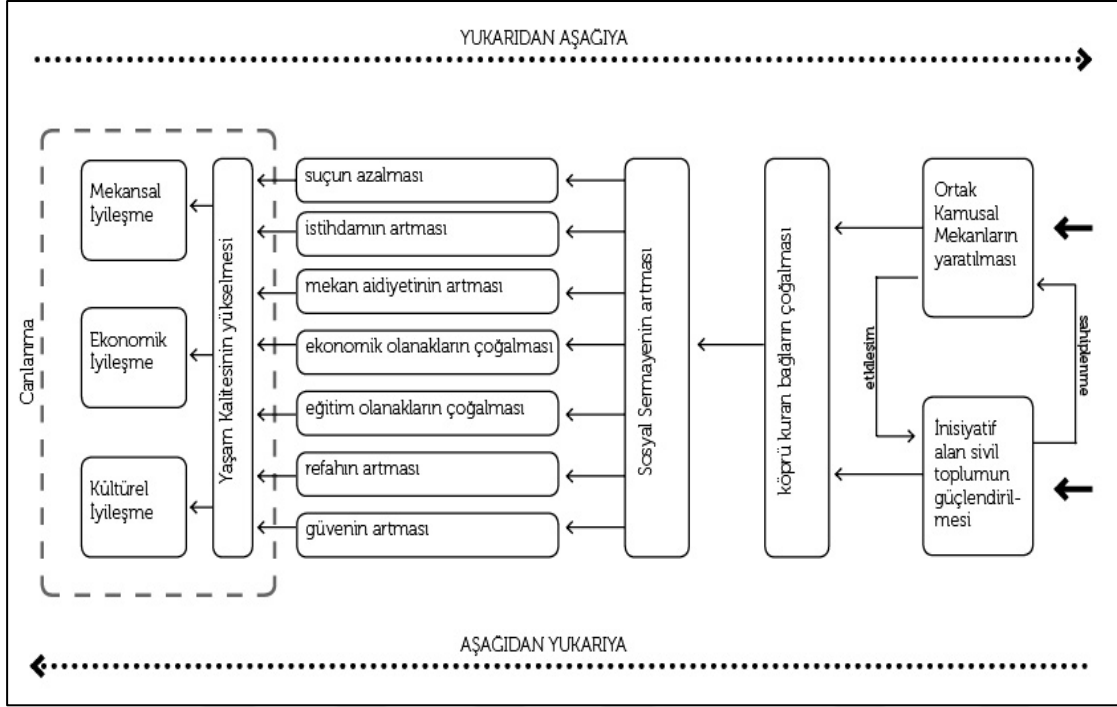 YUKARIDAN AŞAĞIYA
Canlanma
Mekansal
İyileşme
Ekonomik
İyileşme
Kültürel
İyileşme
Yaşam Kalitesinin yükselmesi
suçun azalması
istihdamın artması
mekan aidiyetinin artması
ekonomik olanakların çoğalması
eğitim olanakların çoğalması
refahın artması
güvenin artması
Sosyal Sermayenin artması
köprü kuran bağların çoğalması
Ortak
Kamusal
Mekanların
yaratılması
etkileşim
sahiplenme
İnisiyatif
alan sivil
toplumun
güçlendiril-
mesi
AŞAĞIDAN YUKARIYA